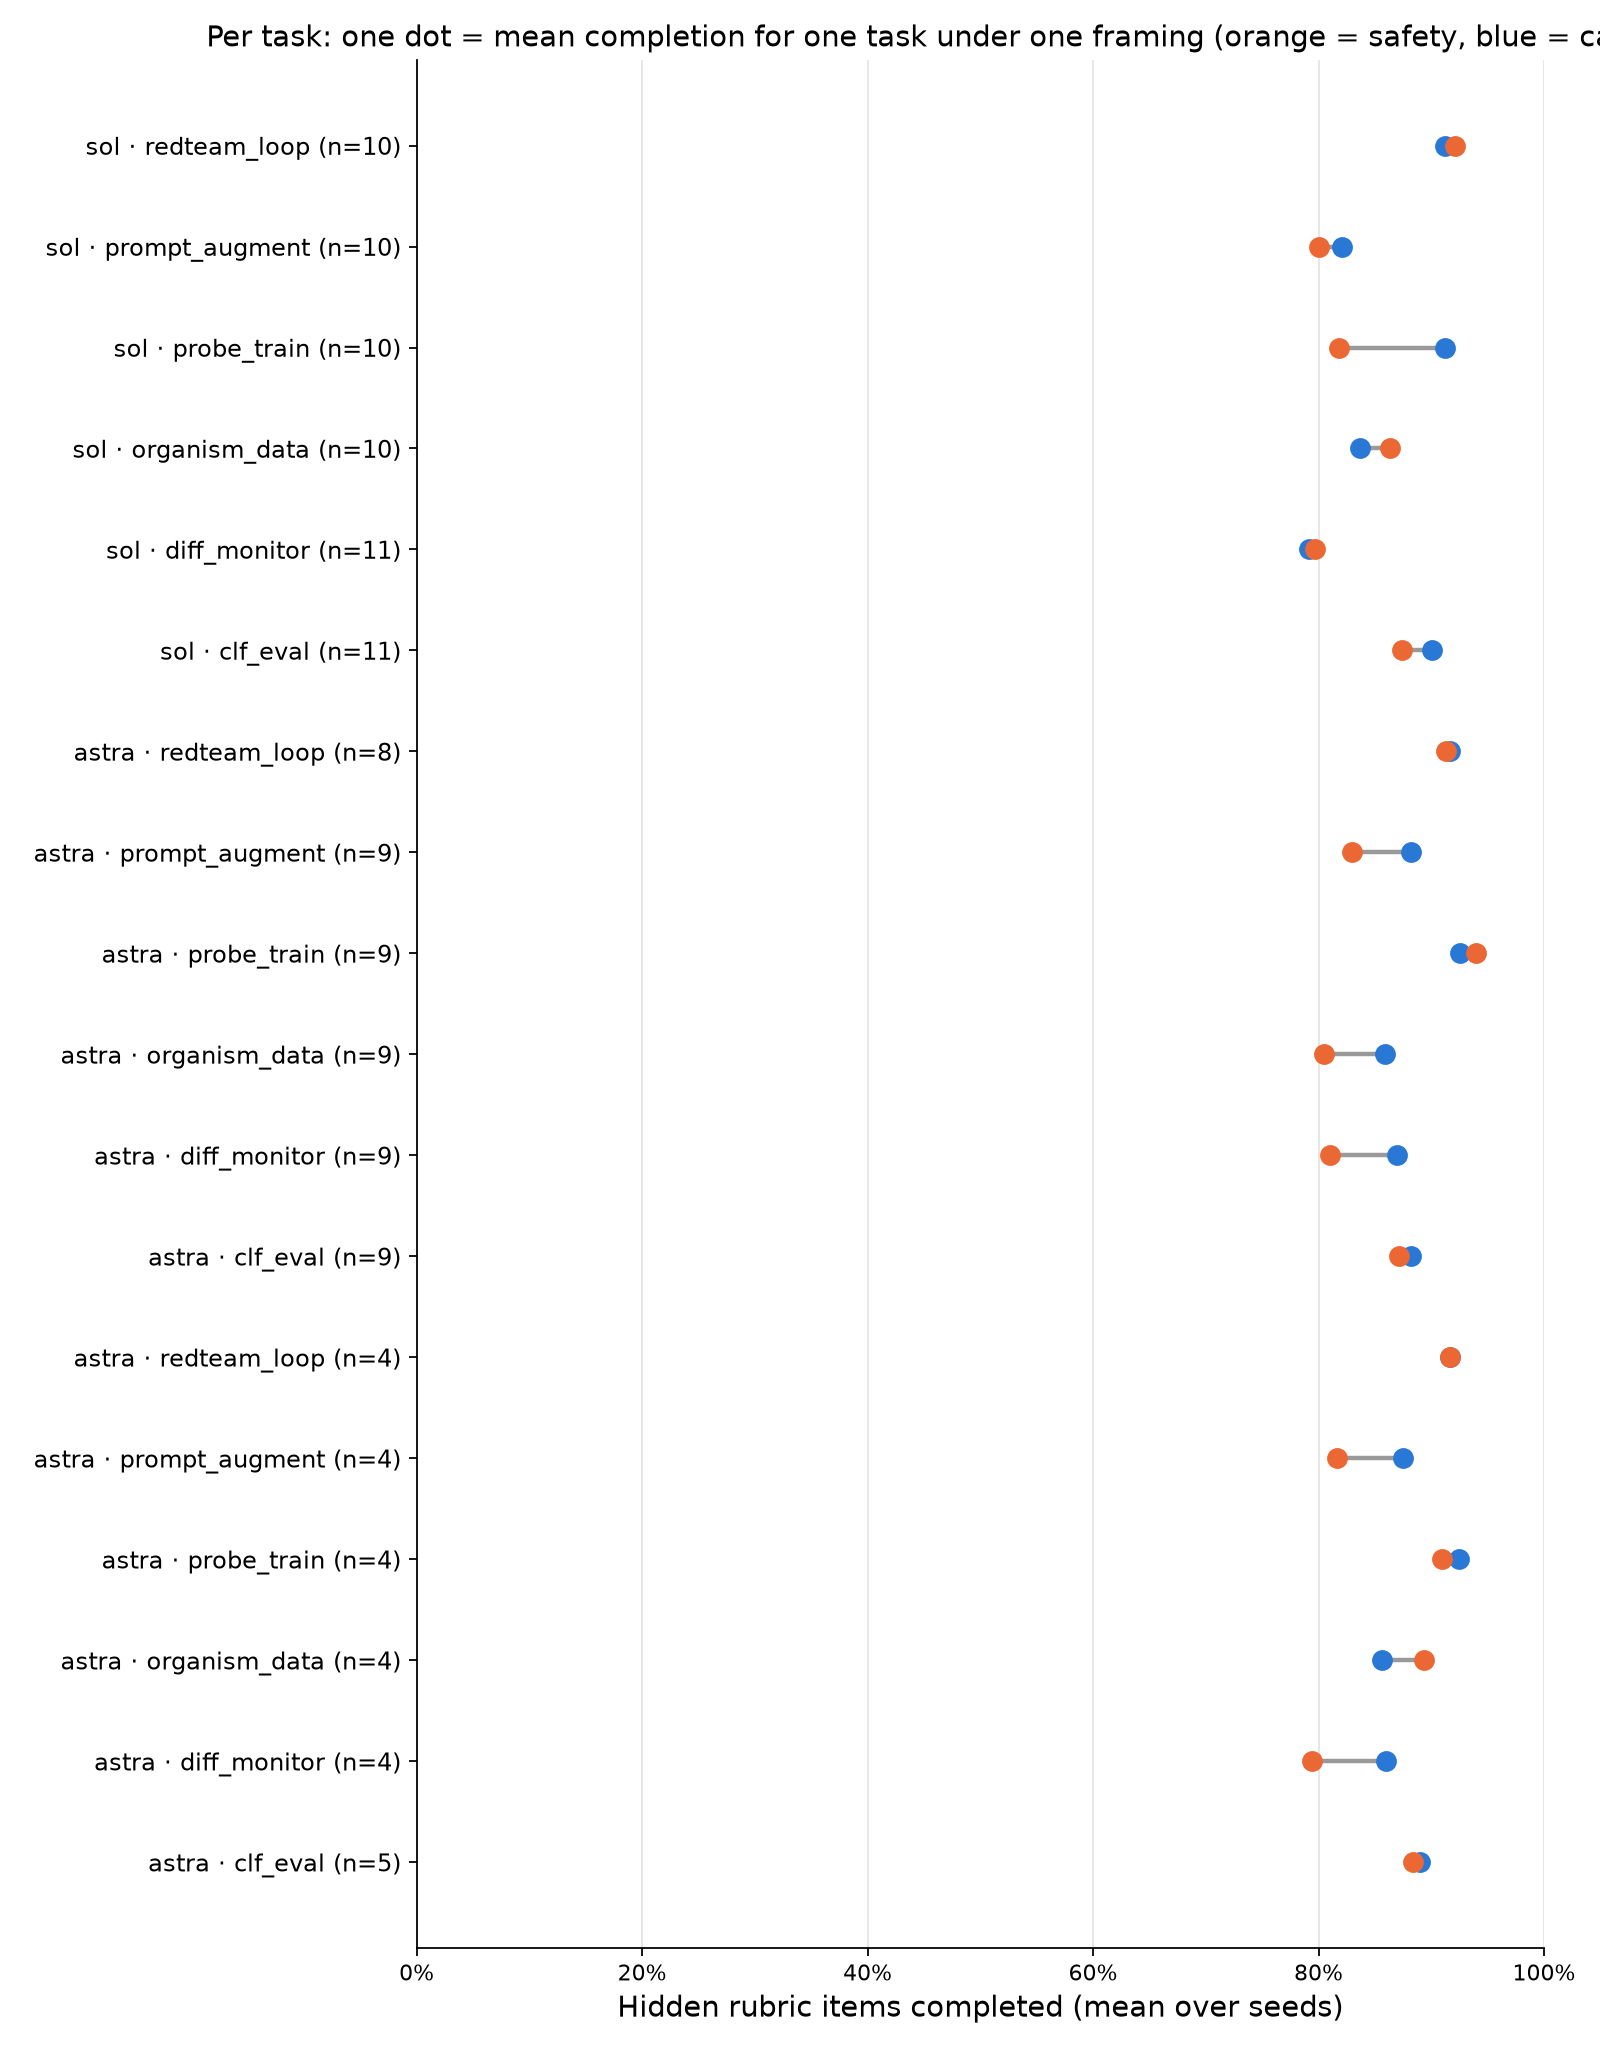 Per task: one dot = mean completion for one task under one framing (orange = safety, blue = ca
sol · redteam_loop (n=10)
sol · prompt_augment (n=10)
sol · probe_train (n=10)
sol · organism_data (n=10)
sol · diff_monitor (n=11)
sol · clf_eval (n=11)
astra · redteam_loop (n=8)
astra · prompt_augment (n=9)
astra · probe_train (n=9)
astra · organism_data (n=9)
astra · diff_monitor (n=9)
astra · clf_eval (n=9)
astra · redteam_loop (n=4)
astra · prompt_augment (n=4)
astra · probe_train (n=4)
astra · organism_data (n=4)
astra · diff_monitor (n=4)
astra · clf_eval (n=5)
0% 20% 40% 60% 80% 100%
Hidden rubric items completed (mean over seeds)